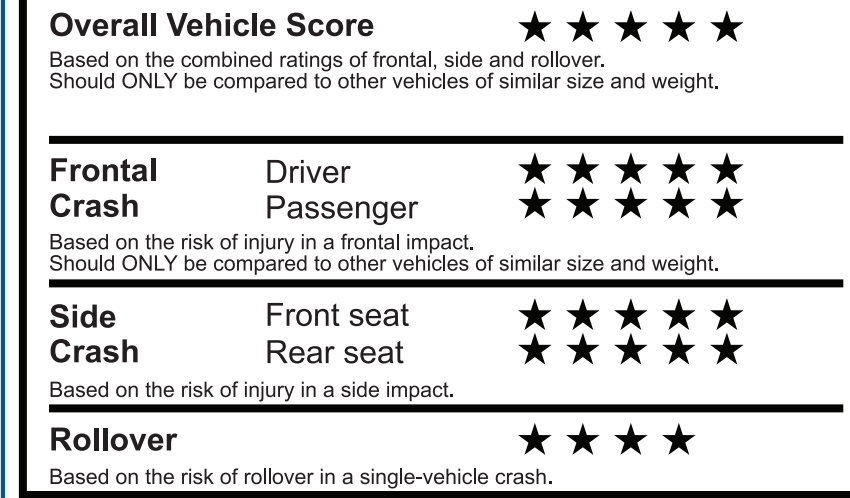 Overall Vehicle Score ★ ★ ★ ★ ★
Based on the combined ratings of frontal, side and rollover.
Should ONLY be compared to other vehicles of similar size and weight.
Frontal Driver ★ ★ ★ ★ ★
Crash Passenger ★ ★ ★ ★ ★
Based on the risk of injury in a frontal impact.
Should ONLY be compared to other vehicles of similar size and weight.
Side Front seat ★ ★ ★ ★ ★
Crash Rear seat ★ ★ ★ ★ ★
Based on the risk of injury in a side impact.
Rollover ★ ★ ★ ★
Based on the risk of rollover in a single-vehicle crash.